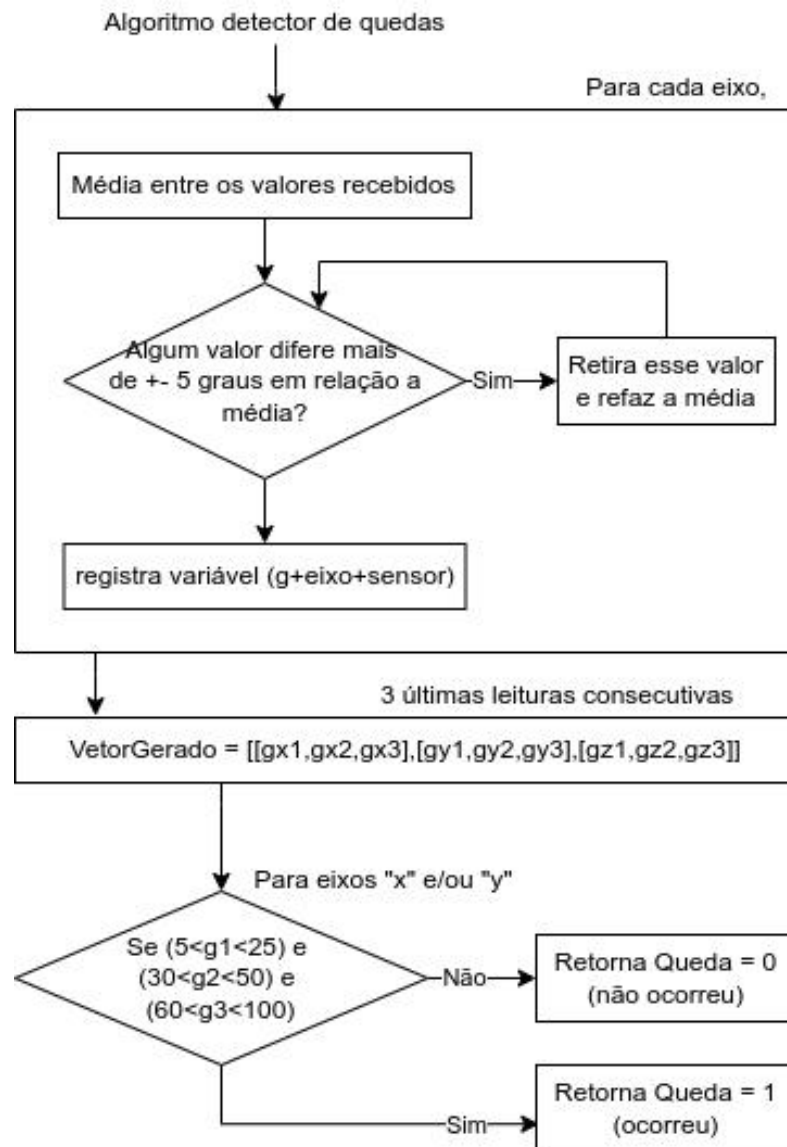 Algoritmo detector de quedas
Para cada eixo,
Média entre os valores recebidos
Algum valor difere mais
de +- 5 graus em relação a
média?
Sim
Retira esse valor
e refaz a média
registra variável (g+eixo+sensor)
3 últimas leituras consecutivas
VetorGerado = [[gx1,gx2,gx3],[gy1,gy2,gy3],[gz1,gz2,gz3]]
Para eixos "x" e/ou "y"
Se (5<g1<25) e
(30<g2<50) e
(60<g3<100)
Não
Retorna Queda = 0
(não ocorreu)
Sim
Retorna Queda = 1
(ocorreu)